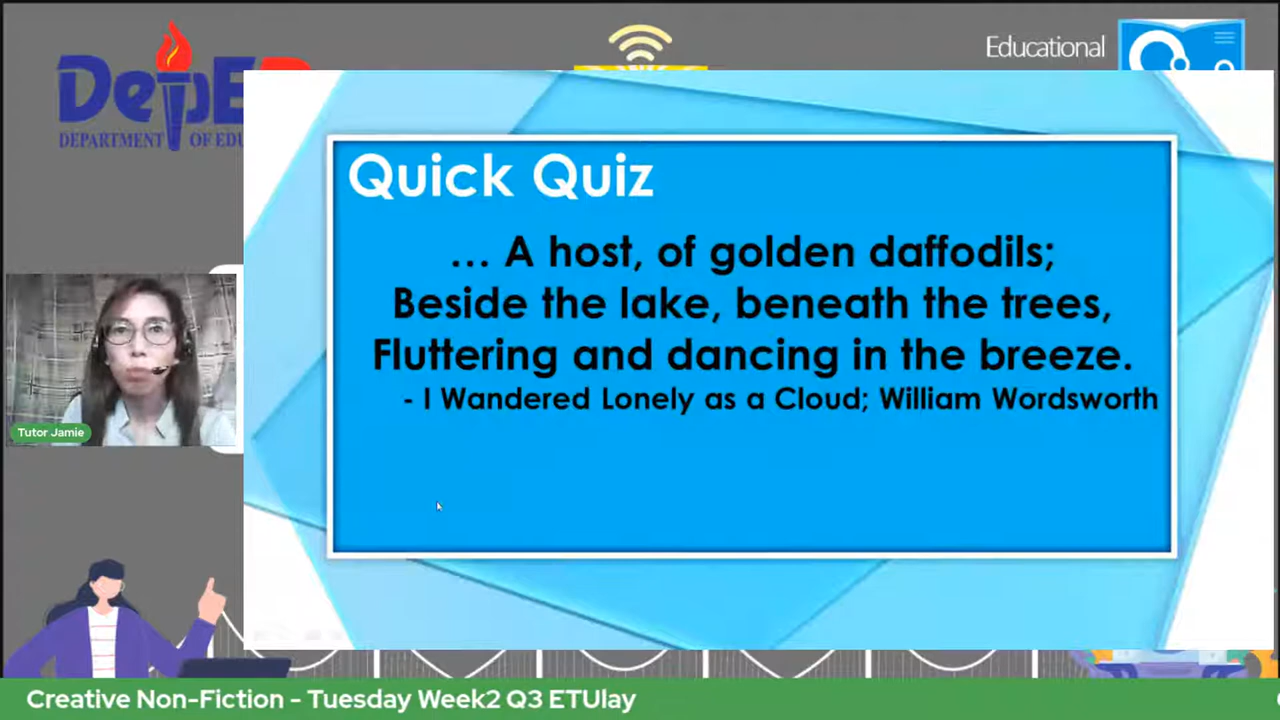 DepE
DEPARTMENT OF EDU
Educational
Quick Quiz
... A host, of golden daffodils;
Beside the lake, beneath the trees,
Fluttering and dancing in the breeze.
- I Wandered Lonely as a Cloud; William Wordsworth
Tutor Jamie
Creative Non-Fiction - Tuesday Week2 Q3 ETUlay